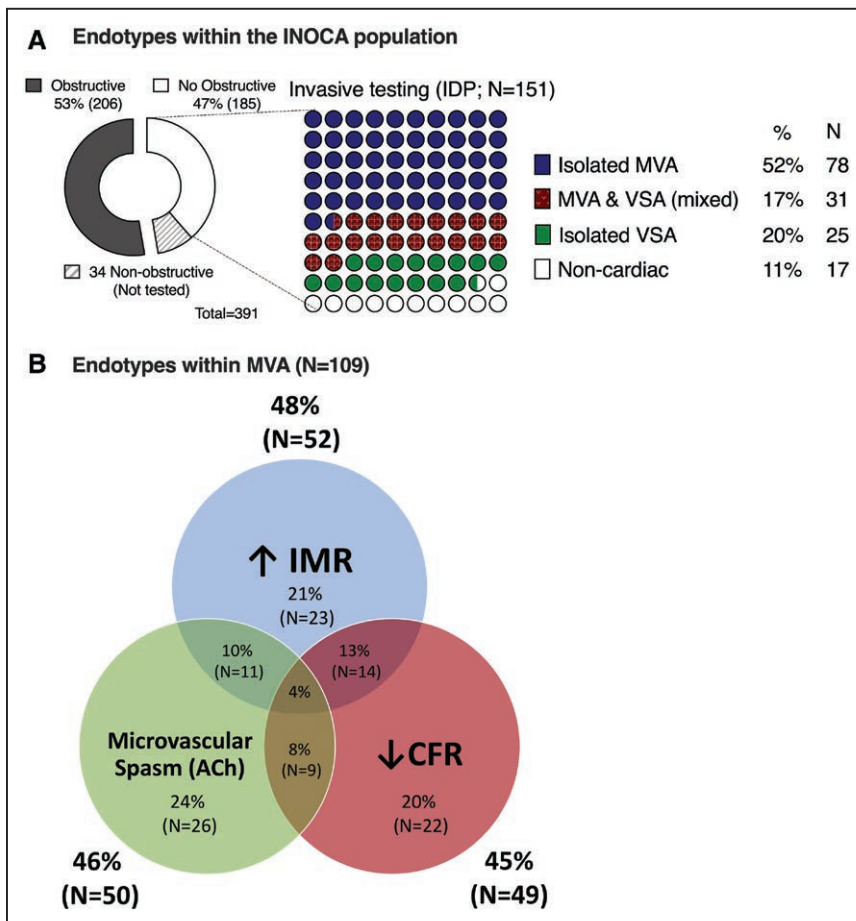 A Endotypes within the INOCA population
Obstructive
53% (206)
No Obstructive
47% (185)
34 Non-obstructive
(Not tested)
Total=391
Invasive testing (IDP; N=151)
% N
Isolated MVA 52% 78
MVA & VSA (mixed) 17% 31
Isolated VSA 20% 25
Non-cardiac 11% 17
B Endotypes within MVA (N=109)
48%
(N=52)
↑ IMR
21%
(N=23)
10%
(N=11)
13%
(N=14)
4%
Microvascular
Spasm (ACh)
24%
(N=26)
8%
(N=9)
↓CFR
20%
(N=22)
46%
(N=50)
45%
(N=49)